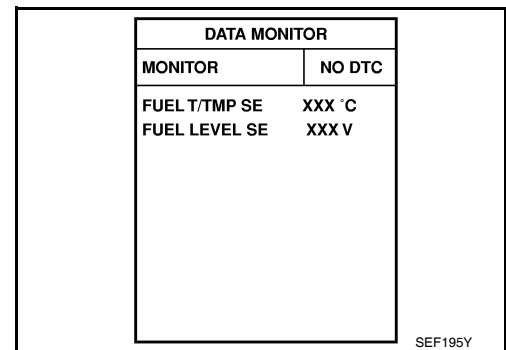 DATA MONITOR
MONITOR NO DTC
FUEL T/TMP SE XXX °C
FUEL LEVEL SE XXX V
SEF195Y